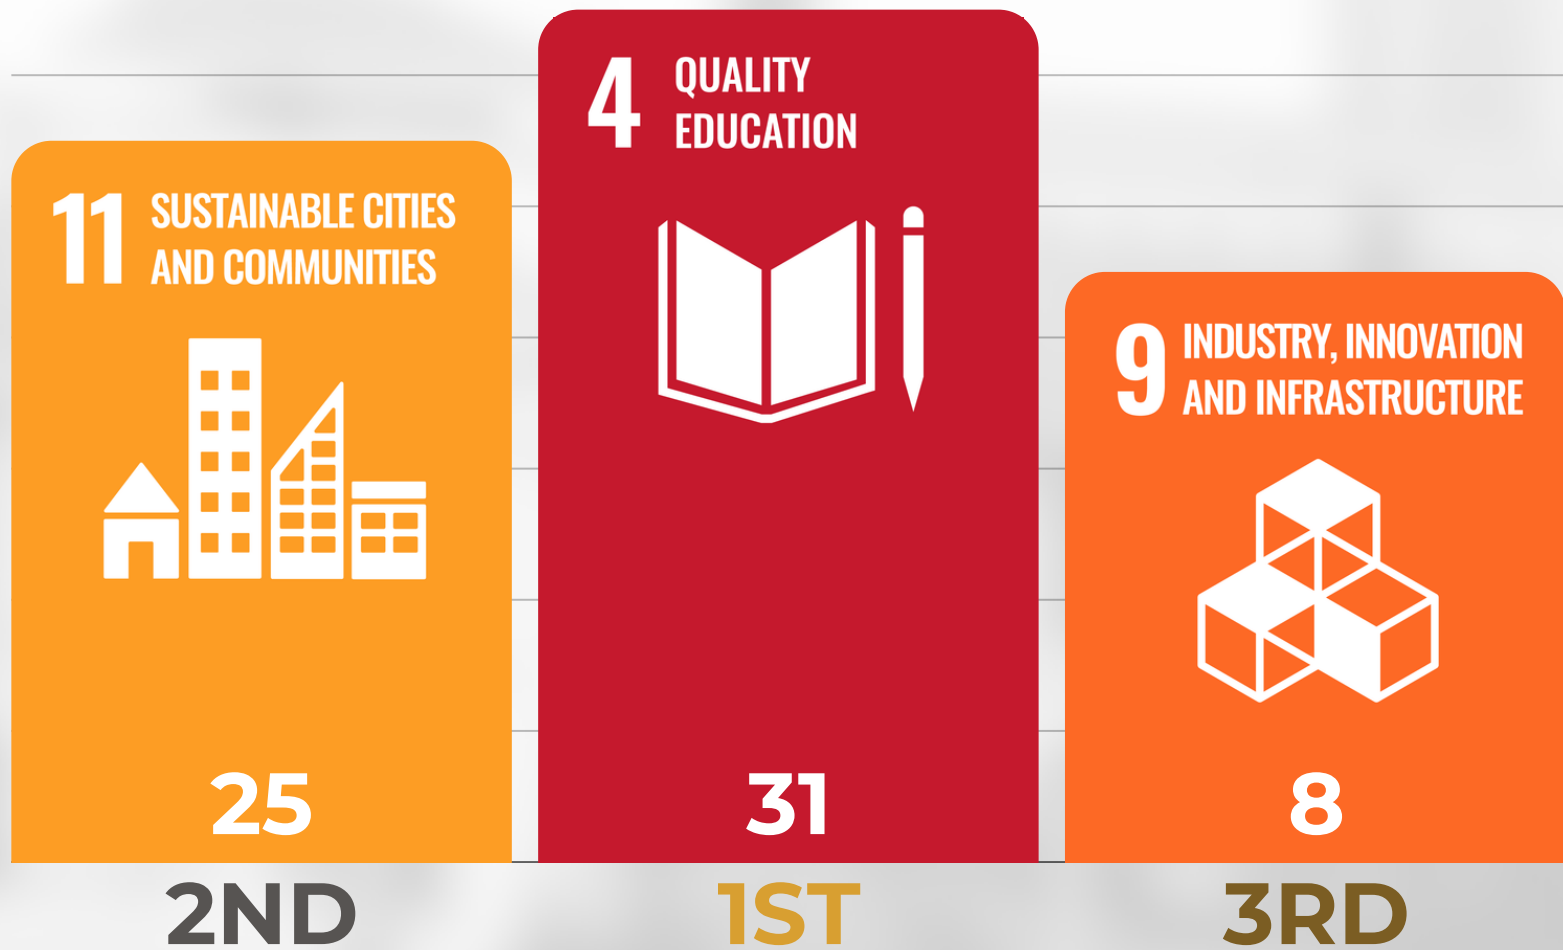 11
SUSTAINABLE CITIES
AND COMMUNITIES
25
2ND
4
QUALITY
EDUCATION
31
1ST
9
INDUSTRY, INNOVATION
AND INFRASTRUCTURE
8
3RD